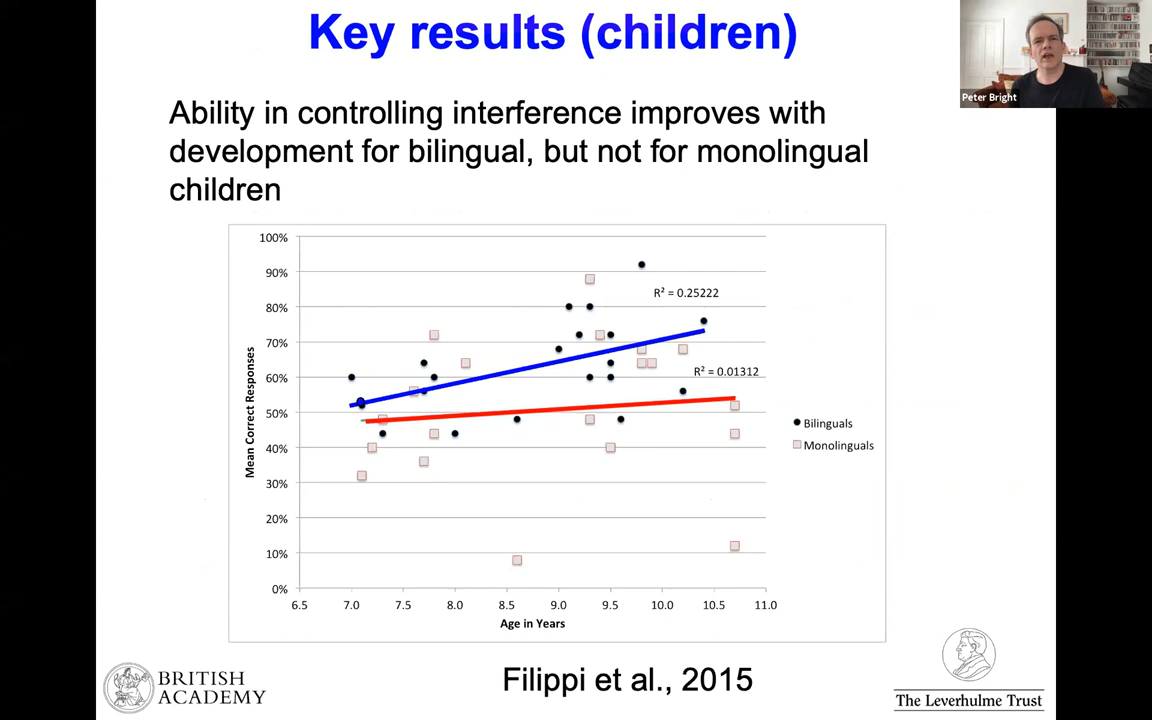 Key results (children)
Peter Bright
Ability in controlling interference improves with
development for bilingual, but not for monolingual
children
100%
90%
80%
70%
60%
50%
40%
30%
20%
10%
0%
Mean Correct Responses
R² = 0.25222
R² = 0.01312
Bilinguals
Monolinguals
6.5 7.0 7.5 8.0 8.5 9.0 9.5 10.0 10.5 11.0
Age in Years
Filippi et al., 2015
BRITISH
ACADEMY
The Leverhulme Trust